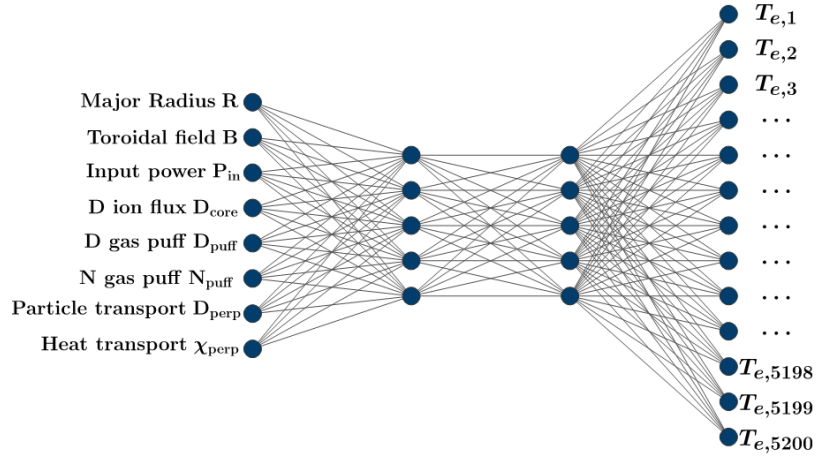 Major Radius R
Toroidal field B
Input power P_in
D ion flux D_core
D gas puff D_puff
N gas puff N_puff
Particle transport D_perp
Heat transport χ_perp
T_e,1
T_e,2
T_e,3
...
...
...
...
...
...
...
T_e,5198
T_e,5199
T_e,5200